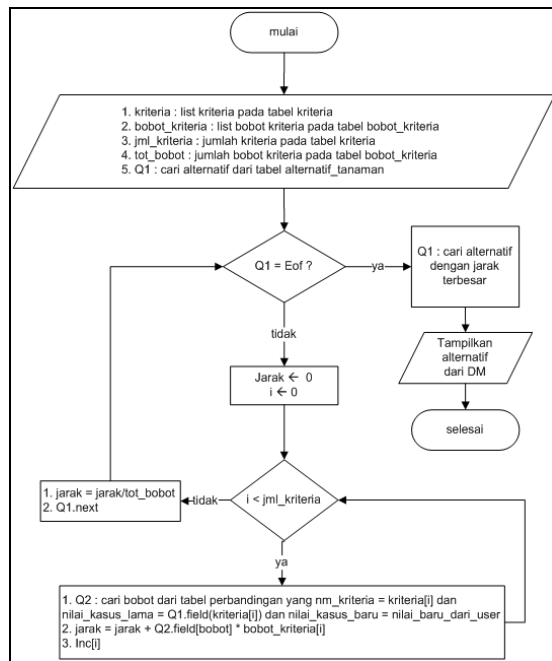 mulai
1. kriteria : list kriteria pada tabel kriteria
2. bobot_kriteria : list bobot kriteria pada tabel bobot_kriteria
3. jml_kriteria : jumlah kriteria pada tabel kriteria
4. tot_bobot : jumlah bobot kriteria pada tabel bobot_kriteria
5. Q1 : cari alternatif dari tabel alternatif_tanaman
Q1 = Eof ?
ya
Q1 : cari alternatif
dengan jarak
terbesar
Tampilkan
alternatif
dari DM
selesai
tidak
Jarak ← 0
i ← 0
i < jml_kriteria
tidak
1. jarak = jarak/tot_bobot
2. Q1.next
ya
1. Q2 : cari bobot dari tabel perbandingan yang nm_kriteria = kriteria[i] dan
nilai_kasus_lama = Q1.field(kriteria[i]) dan nilai_kasus_baru = nilai_baru_dari_user
2. jarak = jarak + Q2.field[bobot] * bobot_kriteria[i]
3. Inc[i]